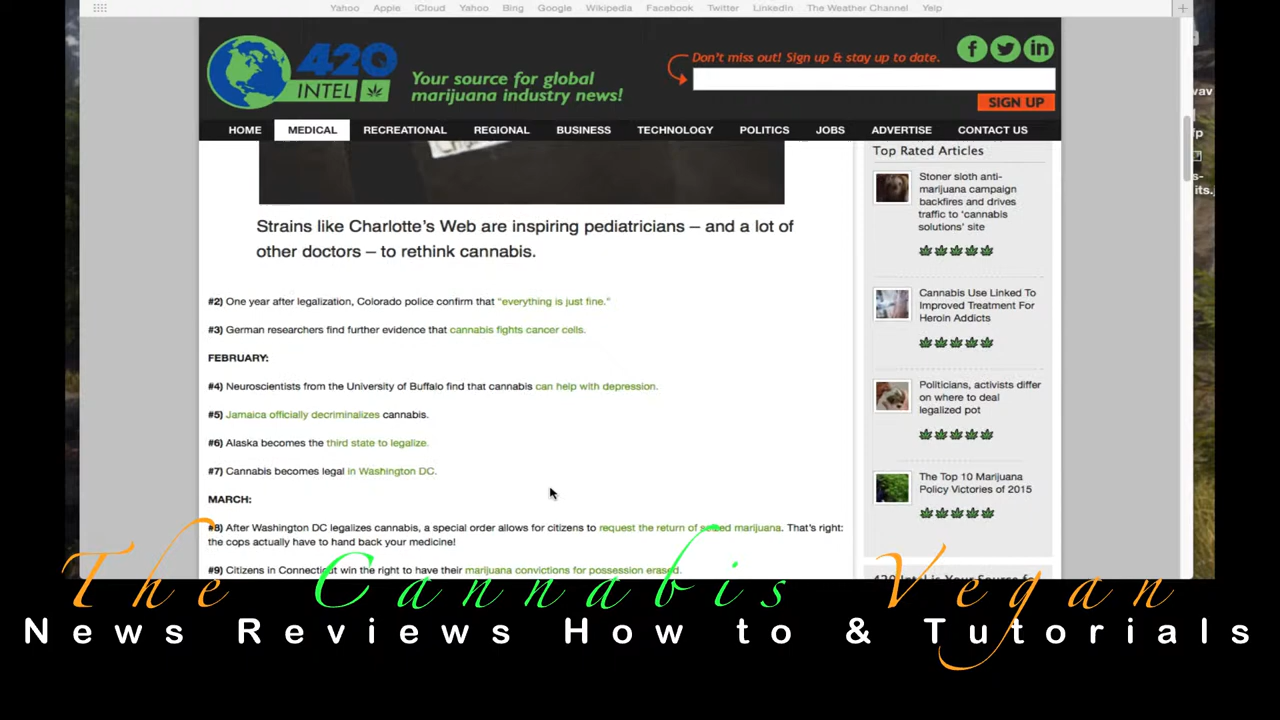 Yahoo Apple iCloud Yahoo Bing Google Wikipedia Facebook Twitter LinkedIn The Weather Channel Yelp
420
INTEL
Your source for global
marijuana industry news!
Don't miss out! Sign up & stay up to date.
SIGN UP
HOME MEDICAL RECREATIONAL REGIONAL BUSINESS TECHNOLOGY POLITICS JOBS ADVERTISE CONTACT US
Strains like Charlotte's Web are inspiring pediatricians – and a lot of
other doctors – to rethink cannabis.
#2) One year after legalization, Colorado police confirm that "everything is just fine."
#3) German researchers find further evidence that cannabis fights cancer cells.
FEBRUARY:
#4) Neuroscientists from the University of Buffalo find that cannabis can help with depression.
#5) Jamaica officially decriminalizes cannabis.
#6) Alaska becomes the third state to legalize.
#7) Cannabis becomes legal in Washington DC.
MARCH:
#8) After Washington DC legalizes cannabis, a special order allows for citizens to request the return of seized marijuana. That's right:
the cops actually have to hand back your medicine!
#9) Citizens in Connecticut win the right to have their marijuana convictions for possession erased.
Top Rated Articles
Stoner sloth anti-
marijuana campaign
backfires and drives
traffic to 'cannabis
solutions' site
Cannabis Use Linked To
Improved Treatment For
Heroin Addicts
Politicians, activists differ
on where to deal
legalized pot
The Top 10 Marijuana
Policy Victories of 2015
420 Intel is Your Source for
wav
fp
s-
its.j
The Cannabis Vegan
News Reviews How to & Tutorials